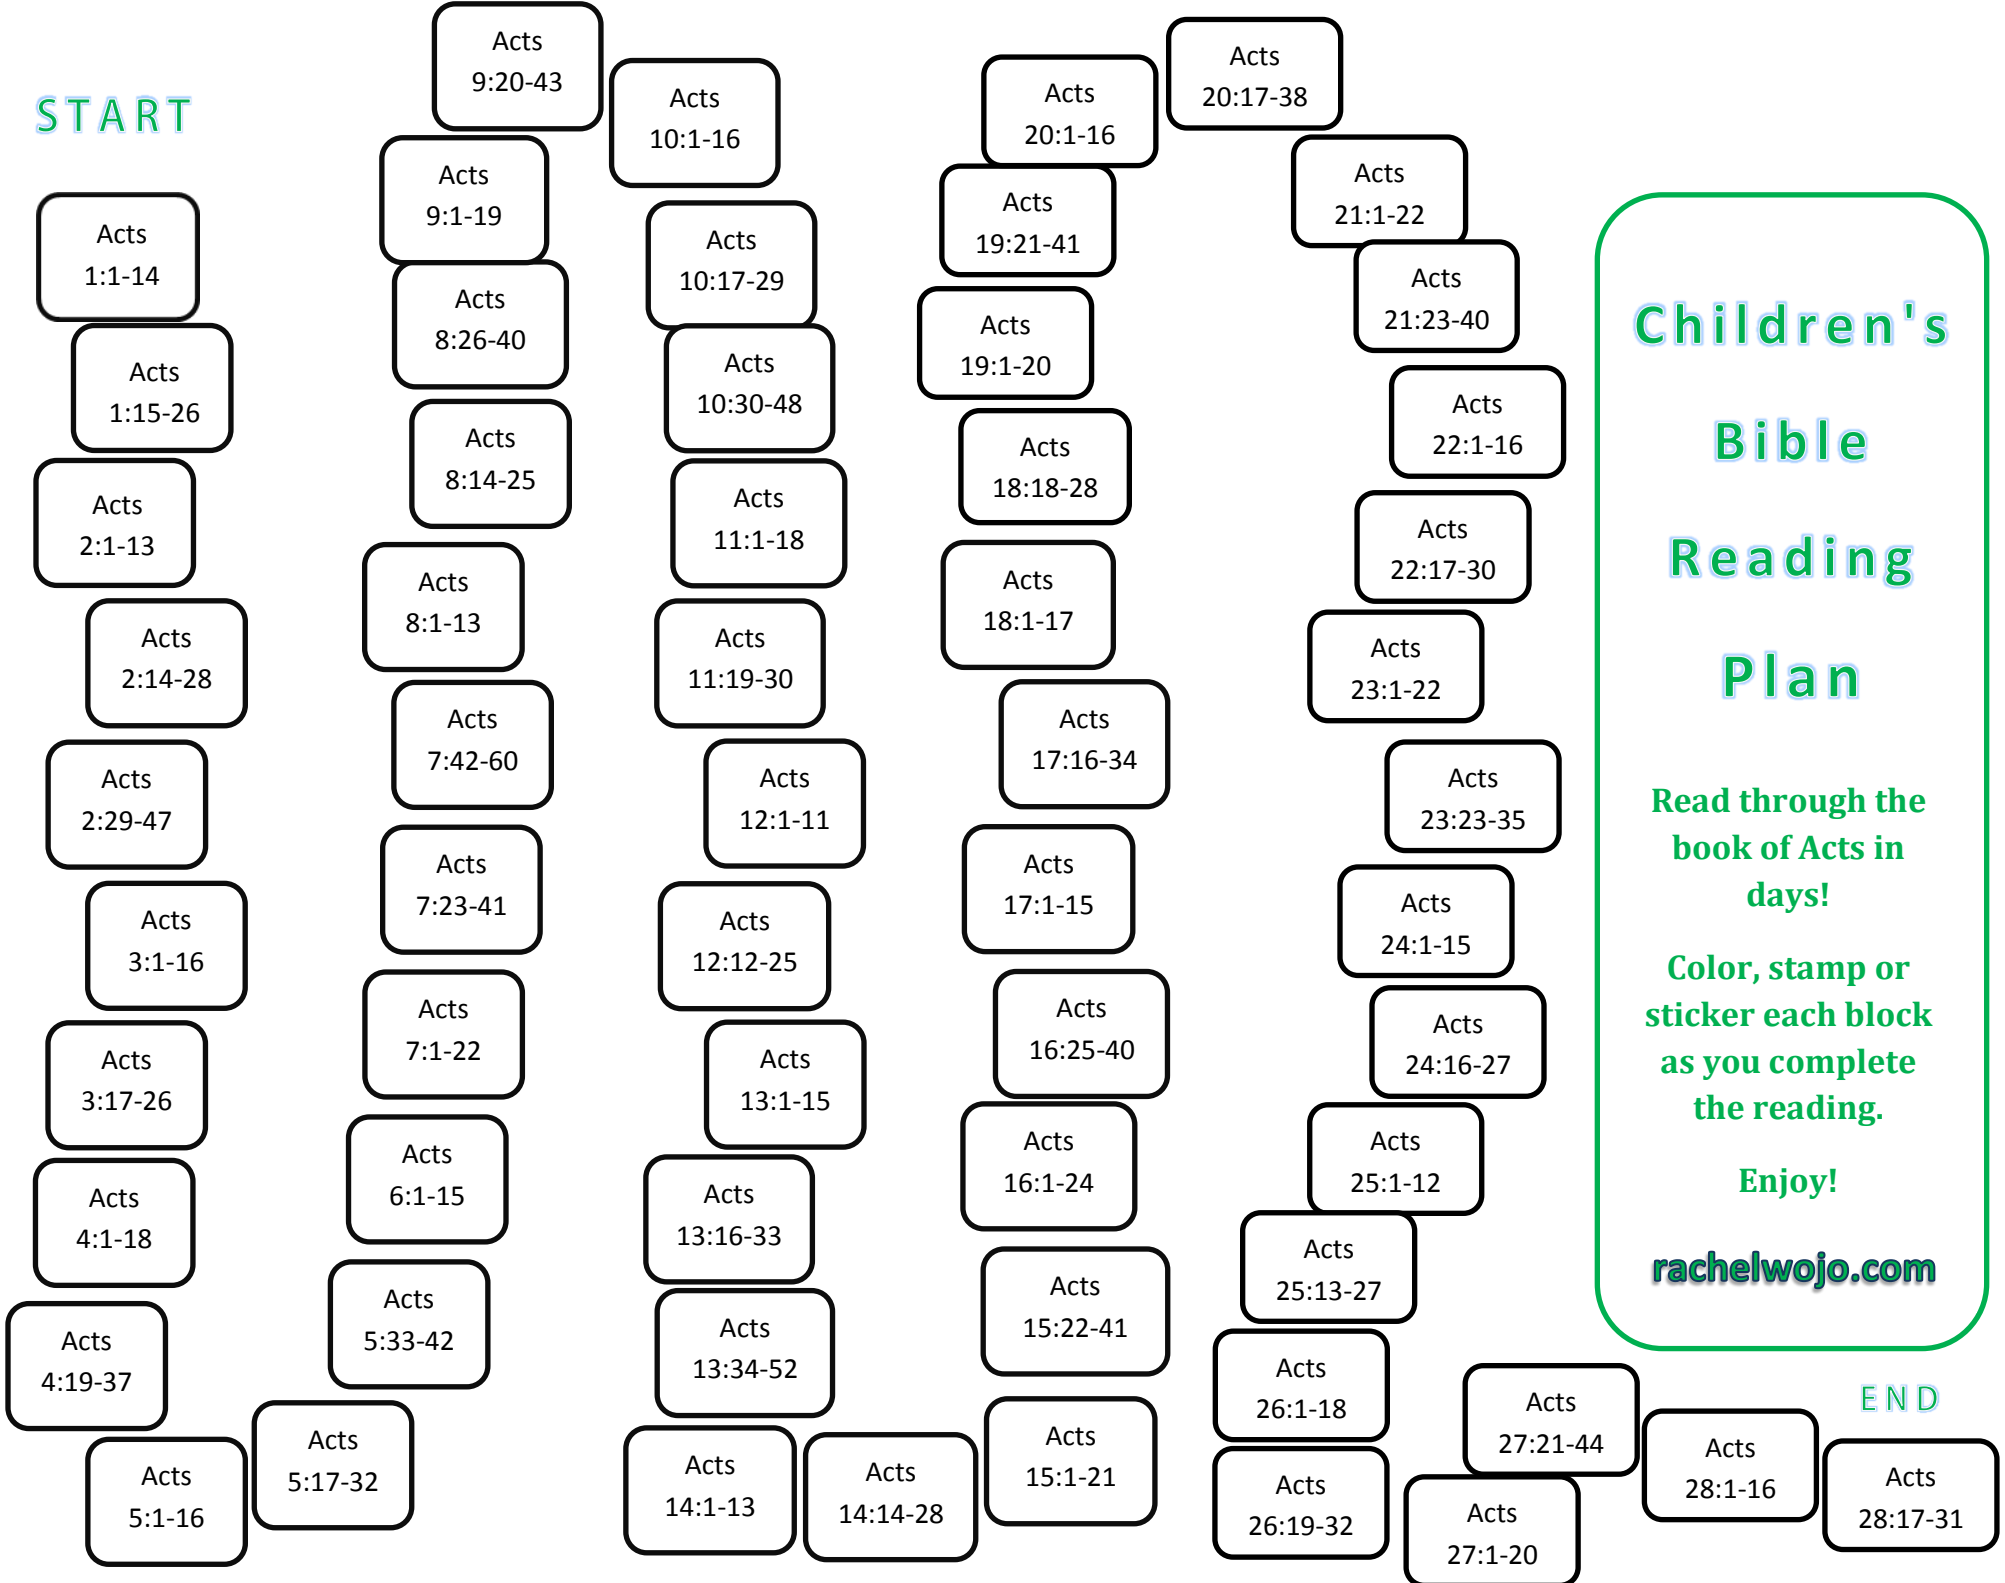 START
Acts
1:1-14
Acts
1:15-26
Acts
2:1-13
Acts
2:14-28
Acts
2:29-47
Acts
3:1-16
Acts
3:17-26
Acts
4:1-18
Acts
4:19-37
Acts
5:1-16
Acts
5:17-32
Acts
5:33-42
Acts
6:1-15
Acts
7:1-22
Acts
7:23-41
Acts
7:42-60
Acts
8:1-13
Acts
8:14-25
Acts
8:26-40
Acts
9:1-19
Acts
9:20-43
Acts
10:1-16
Acts
10:17-29
Acts
10:30-48
Acts
11:1-18
Acts
11:19-30
Acts
12:1-11
Acts
12:12-25
Acts
13:1-15
Acts
13:16-33
Acts
13:34-52
Acts
14:1-13
Acts
14:14-28
Acts
15:1-21
Acts
15:22-41
Acts
16:1-24
Acts
16:25-40
Acts
17:1-15
Acts
17:16-34
Acts
18:1-17
Acts
18:18-28
Acts
19:1-20
Acts
19:21-41
Acts
20:1-16
Acts
20:17-38
Acts
21:1-22
Acts
21:23-40
Acts
22:1-16
Acts
22:17-30
Acts
23:1-22
Acts
23:23-35
Acts
24:1-15
Acts
24:16-27
Acts
25:1-12
Acts
25:13-27
Acts
26:1-18
Acts
26:19-32
Acts
27:1-20
Acts
27:21-44
Acts
28:1-16
Acts
28:17-31
END
Children's
Bible
Reading
Plan
Read through the
book of Acts in
days!
Color, stamp or
sticker each block
as you complete
the reading.
Enjoy!
rachelwojo.com